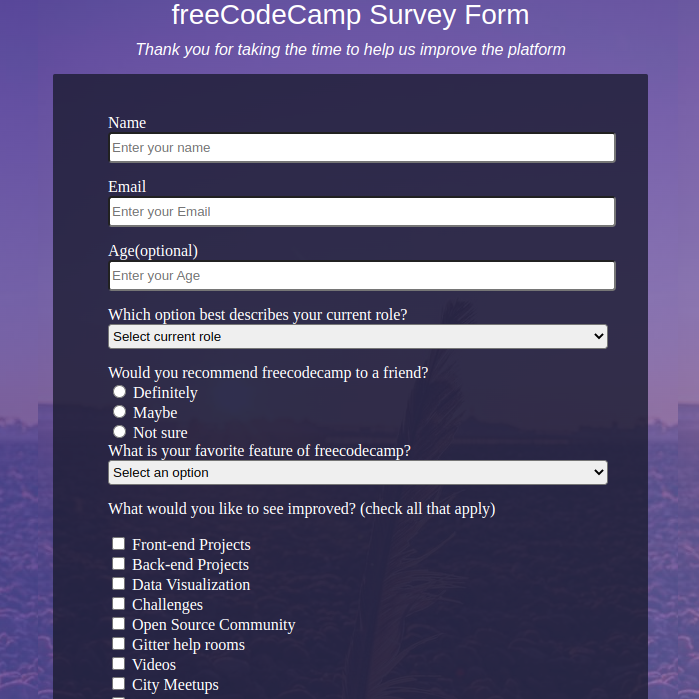 freeCodeCamp Survey Form
Thank you for taking the time to help us improve the platform
Name
Enter your name
Email
Enter your Email
Age(optional)
Enter your Age
Which option best describes your current role?
Select current role
Would you recommend freecodecamp to a friend?
Definitely
Maybe
Not sure
What is your favorite feature of freecodecamp?
Select an option
What would you like to see improved? (check all that apply)
Front-end Projects
Back-end Projects
Data Visualization
Challenges
Open Source Community
Gitter help rooms
Videos
City Meetups